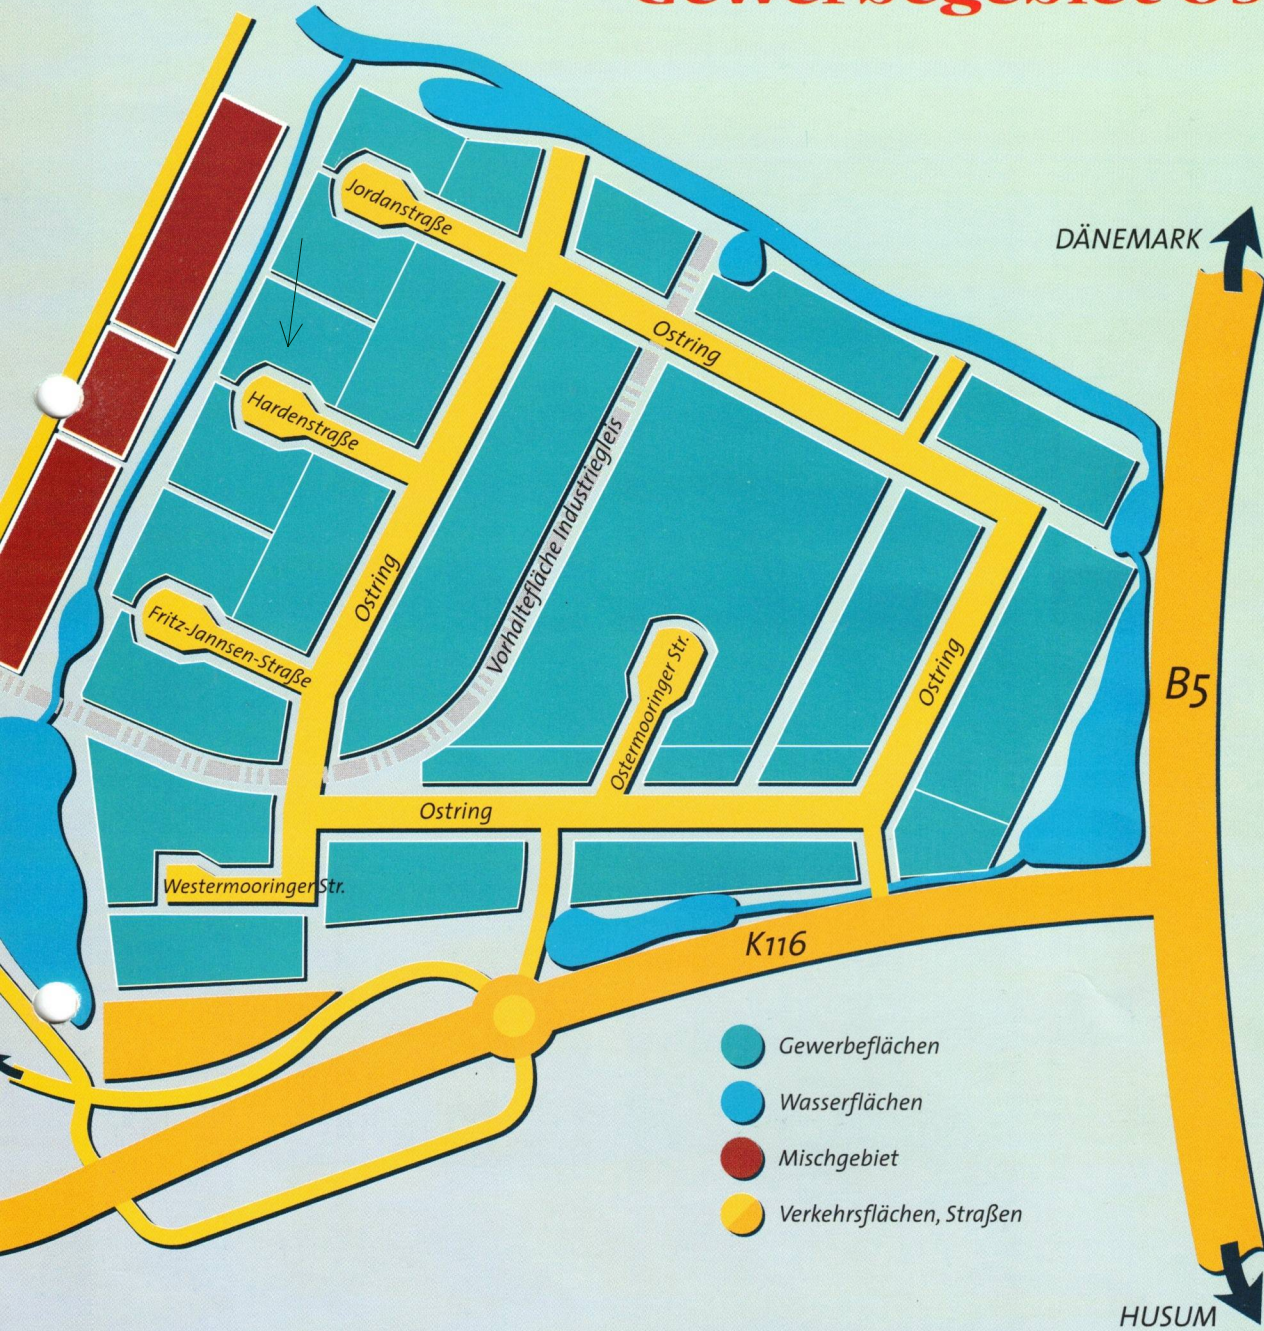 DÄNEMARK
Jordanstraße
Ostring
Hardenstraße
Vorhaltefläche Industriegleis
Ostring
Fritz-Jannsen-Straße
Ostermooringer Str.
Ostring
B5
Ostring
Westermooringer Str.
K116
Gewerbeflächen
Wasserflächen
Mischgebiet
Verkehrsflächen, Straßen
HUSUM